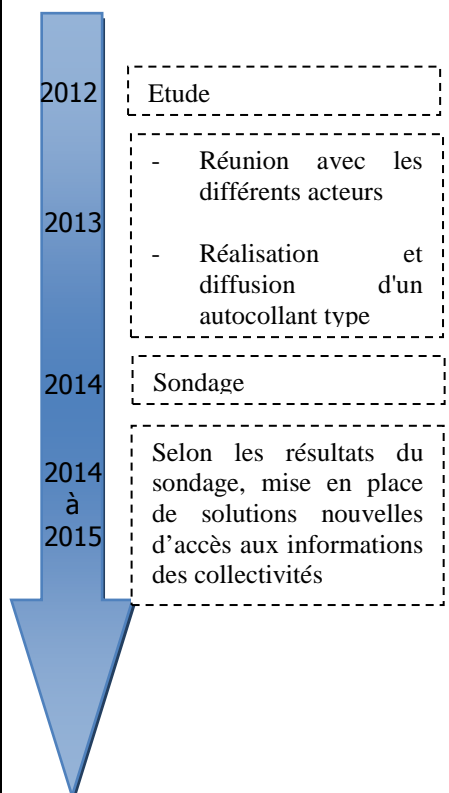 2012
Etude
2013
- Réunion avec les
différents acteurs
- Réalisation et
diffusion d'un
autocollant type
2014
Sondage
2014
à
2015
Selon les résultats du
sondage, mise en place
de solutions nouvelles
d’accès aux informations
des collectivités